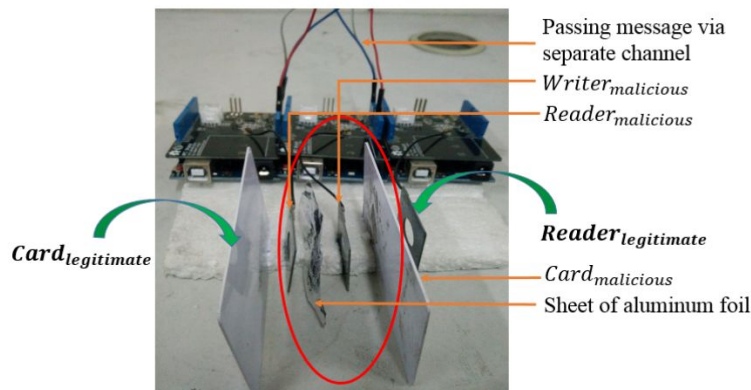 Passing message via
separate channel
Writer_malicious
Reader_malicious
Card_legitimate
Reader_legitimate
Card_malicious
Sheet of aluminum foil